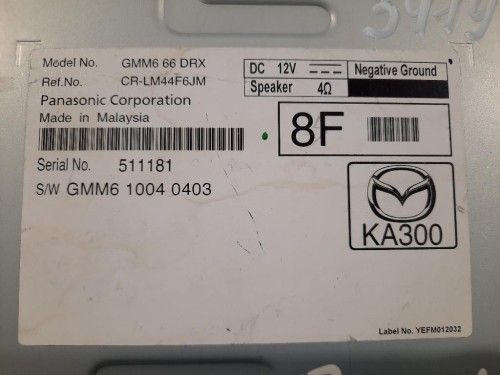 Model No. GMM6 66 DRX
Ref.No. CR-LM44F6JM
Panasonic Corporation
Made in Malaysia
Serial No. 511181
S/W GMM6 1004 0403
DC 12V Negative Ground
Speaker 4Ω
8F
KA300
Label No. YEFM012032